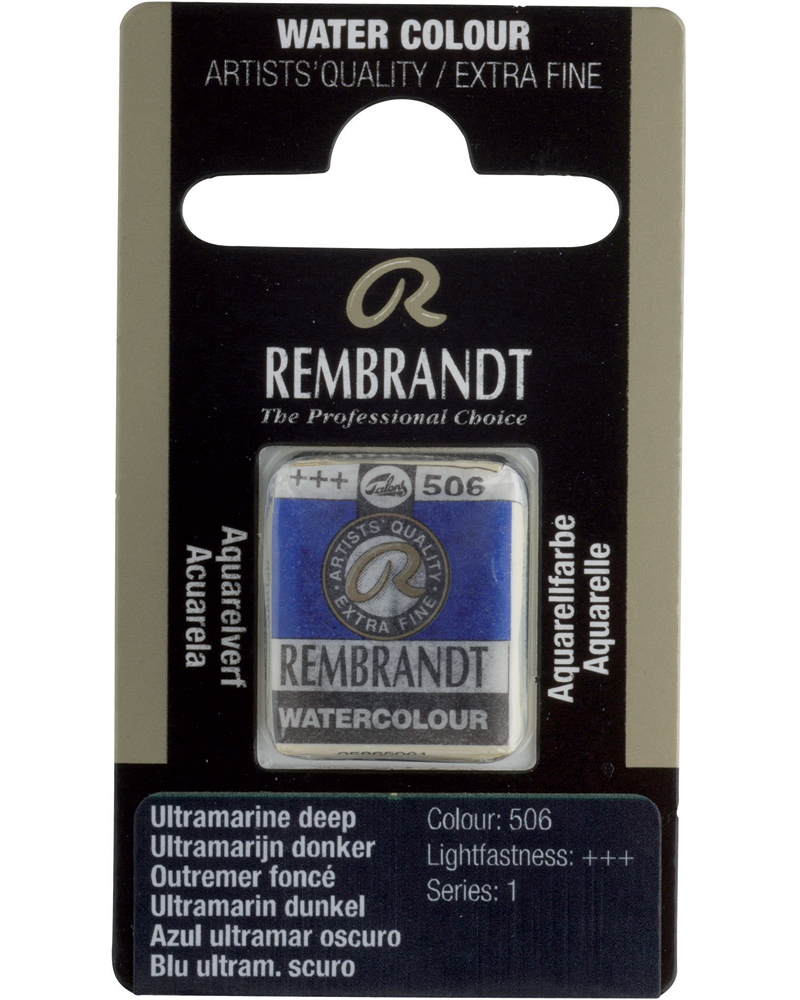 WATER COLOUR
ARTISTS' QUALITY / EXTRA FINE
R
REMBRANDT
The Professional Choice
+++ Talens 506
ARTISTS' QUALITY
R
EXTRA FINE
REMBRANDT
WATERCOLOUR
Aquarelverf
Acuarela
Aquarellfarbe
Aquarelle
Ultramarine deep
Ultramarijn donker
Outremer foncé
Ultramarin dunkel
Azul ultramar oscuro
Blu ultram. scuro
Colour: 506
Lightfastness: +++
Series: 1